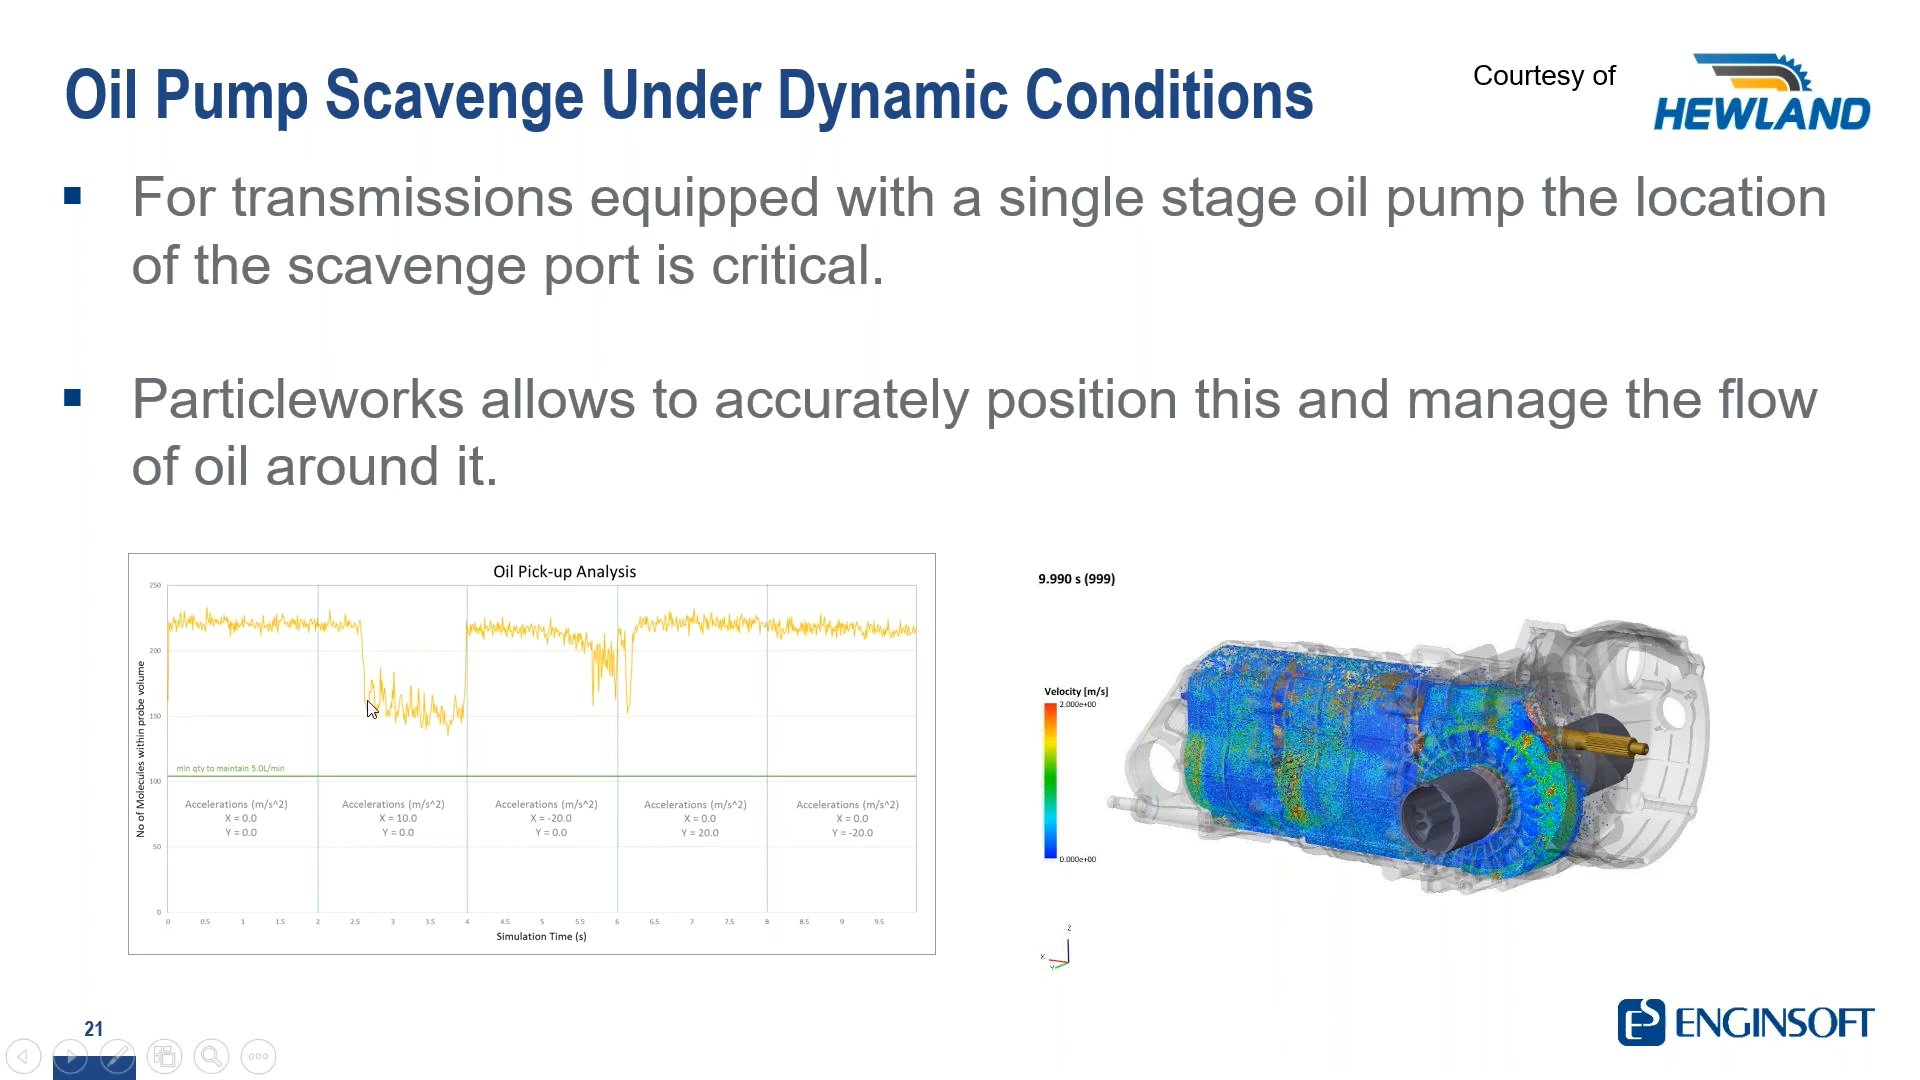 Oil Pump Scavenge Under Dynamic Conditions
Courtesy of
HEWLAND
For transmissions equipped with a single stage oil pump the location
of the scavenge port is critical.
Particleworks allows to accurately position this and manage the flow
of oil around it.
Oil Pick-up Analysis
No of Molecules within probe volume
250
200
150
100
50
0
min qty to maintain 5.0L/min
Accelerations (m/s^2)
X = 0.0
Y = 0.0
Accelerations (m/s^2)
X = 10.0
Y = 0.0
Accelerations (m/s^2)
X = -20.0
Y = 0.0
Accelerations (m/s^2)
X = 0.0
Y = 20.0
Accelerations (m/s^2)
X = 0.0
Y = -20.0
0 0.5 1 1.5 2 2.5 3 3.5 4 4.5 5 5.5 6 6.5 7 7.5 8 8.5 9 9.5
Simulation Time (s)
9.990 s (999)
Velocity [m/s]
2.000e+00
0.000e+00
Z
X
Y
21
ES ENGINSOFT